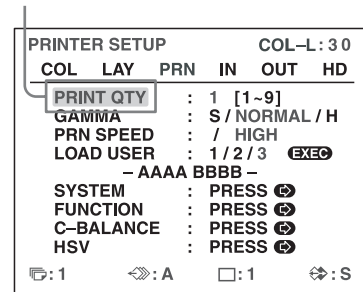 PRINTER SETUP COL–L:30
COL LAY PRN IN OUT HD
PRINT QTY : 1 [1~9]
GAMMA : S/NORMAL/H
PRN SPEED : / HIGH
LOAD USER : 1/2/3 EXEC
– AAAA BBBB –
SYSTEM : PRESS
FUNCTION : PRESS
C–BALANCE : PRESS
HSV : PRESS
:1 :A :1 :S